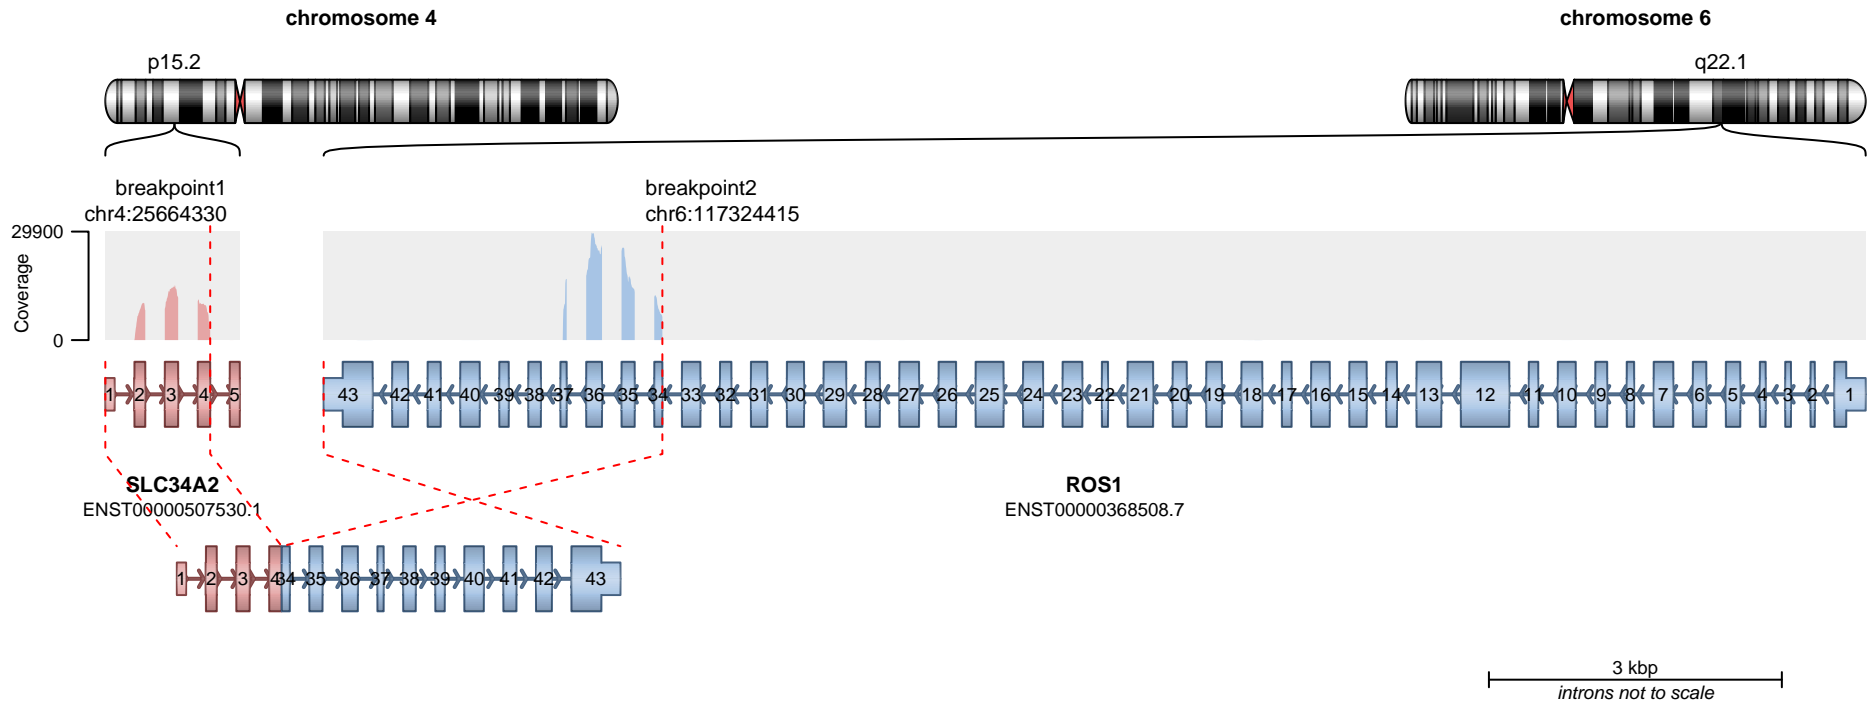 chromosome 4
chromosome 6
p15.2
q22.1
breakpoint1
chr4:25664330
breakpoint2
chr6:117324415
29900
Coverage
0
1 2 3 4 5
43 42 41 40 39 38 37 36 35 34 33 32 31 30 29 28 27 26 25 24 23 22 21 20 19 18 17 16 15 14 13 12 11 10 9 8 7 6 5 4 3 2 1
SLC34A2
ENST00000507530.1
ROS1
ENST00000368508.7
1 2 3 4 34 35 36 37 38 39 40 41 42 43
3 kbp
introns not to scale